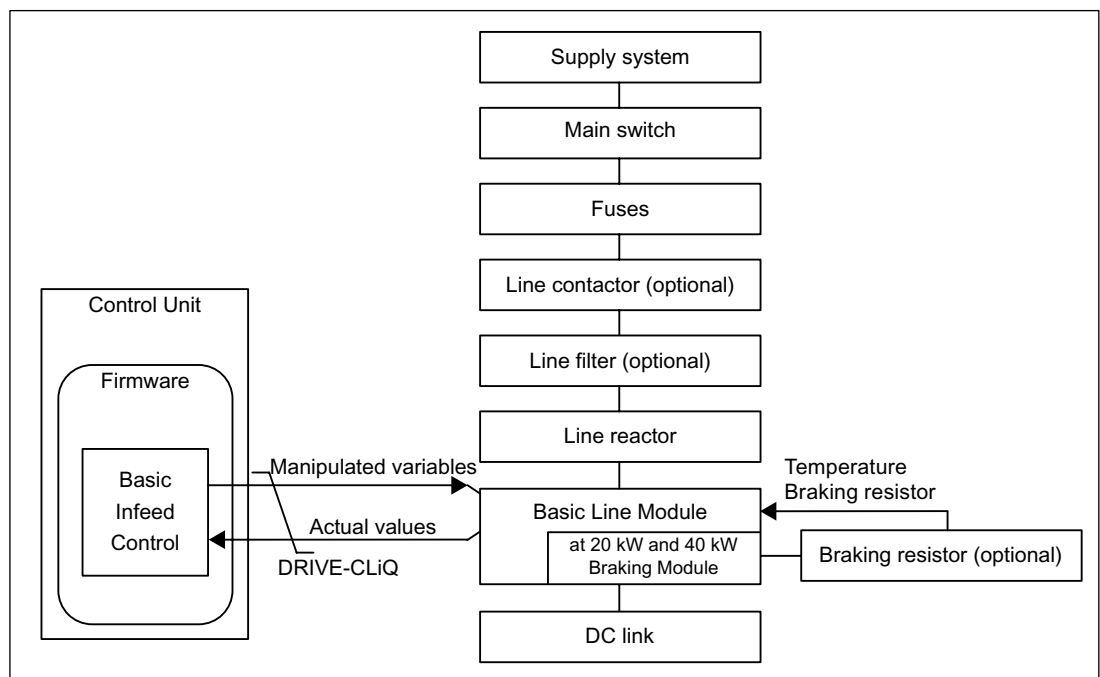 Supply system
Main switch
Fuses
Line contactor (optional)
Line filter (optional)
Line reactor
Control Unit
Firmware
Basic
Infeed
Control
Manipulated variables
Actual values
DRIVE-CLiQ
Basic Line Module
at 20 kW and 40 kW
Braking Module
Temperature
Braking resistor
Braking resistor (optional)
DC link